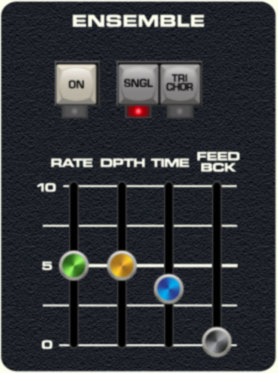 ENSEMBLE
ON SNGL TRI
CHOR
RATE DPTH TIME FEED
BCK
10
5
0